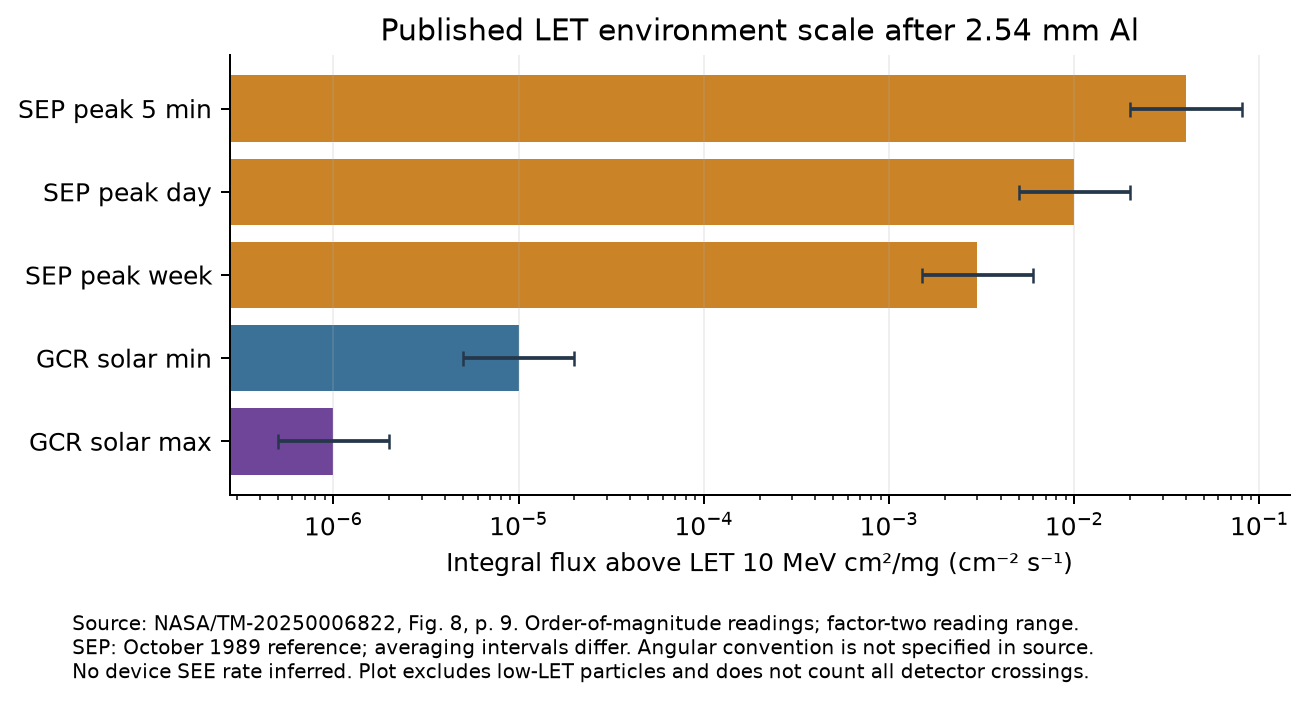 Published LET environment scale after 2.54 mm Al
SEP peak 5 min
SEP peak day
SEP peak week
GCR solar min
GCR solar max
10⁻⁶ 10⁻⁵ 10⁻⁴ 10⁻³ 10⁻² 10⁻¹
Integral flux above LET 10 MeV cm²/mg (cm⁻² s⁻¹)
Source: NASA/TM-20250006822, Fig. 8, p. 9. Order-of-magnitude readings; factor-two reading range.
SEP: October 1989 reference; averaging intervals differ. Angular convention is not specified in source.
No device SEE rate inferred. Plot excludes low-LET particles and does not count all detector crossings.